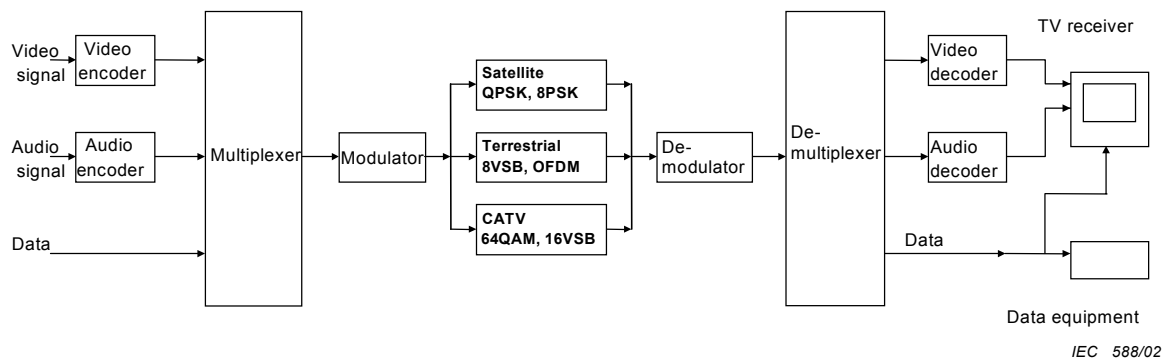 Video
signal
Video
encoder
Audio
signal
Audio
encoder
Data
Multiplexer
Modulator
Satellite
QPSK, 8PSK
Terrestrial
8VSB, OFDM
CATV
64QAM, 16VSB
De-
modulator
De-
multiplexer
Video
decoder
Audio
decoder
Data
TV receiver
Data equipment
IEC 588/02